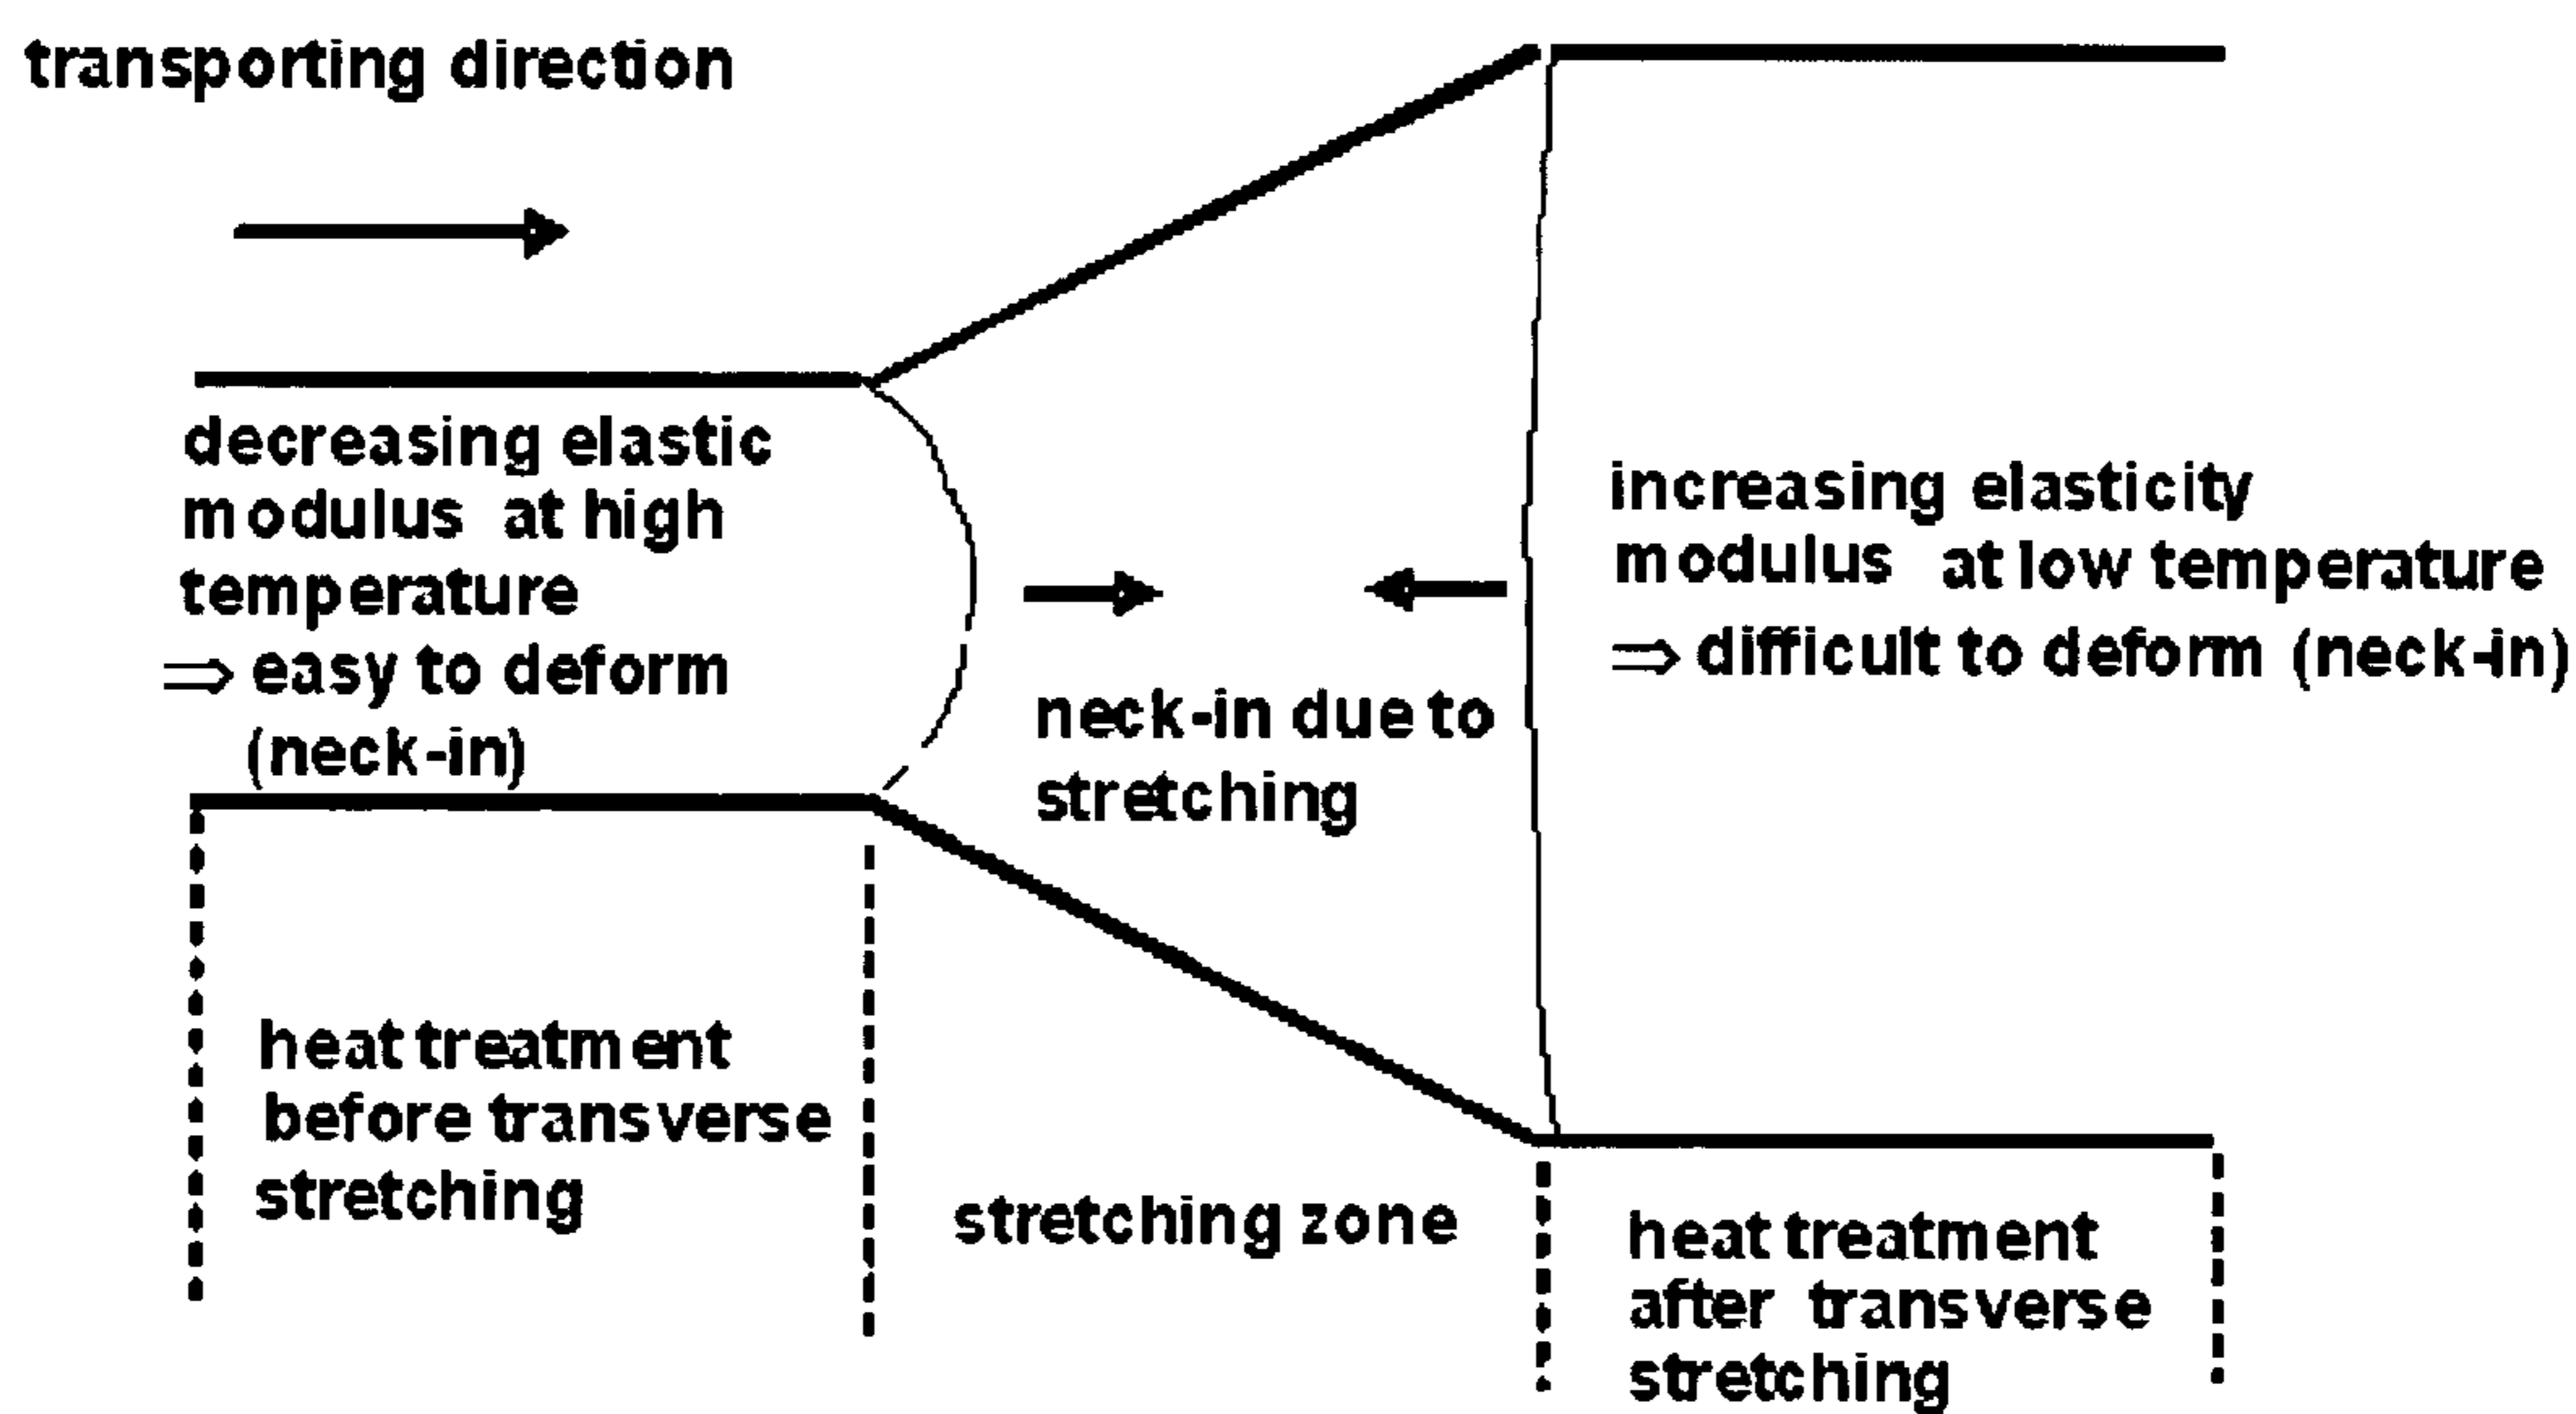 transporting direction
decreasing elastic
modulus at high
temperature
⇒ easy to deform
(neck-in)
neck-in due to
stretching
increasing elasticity
modulus at low temperature
⇒ difficult to deform (neck-in)
heat treatment
before transverse
stretching
stretching zone
heat treatment
after transverse
stretching